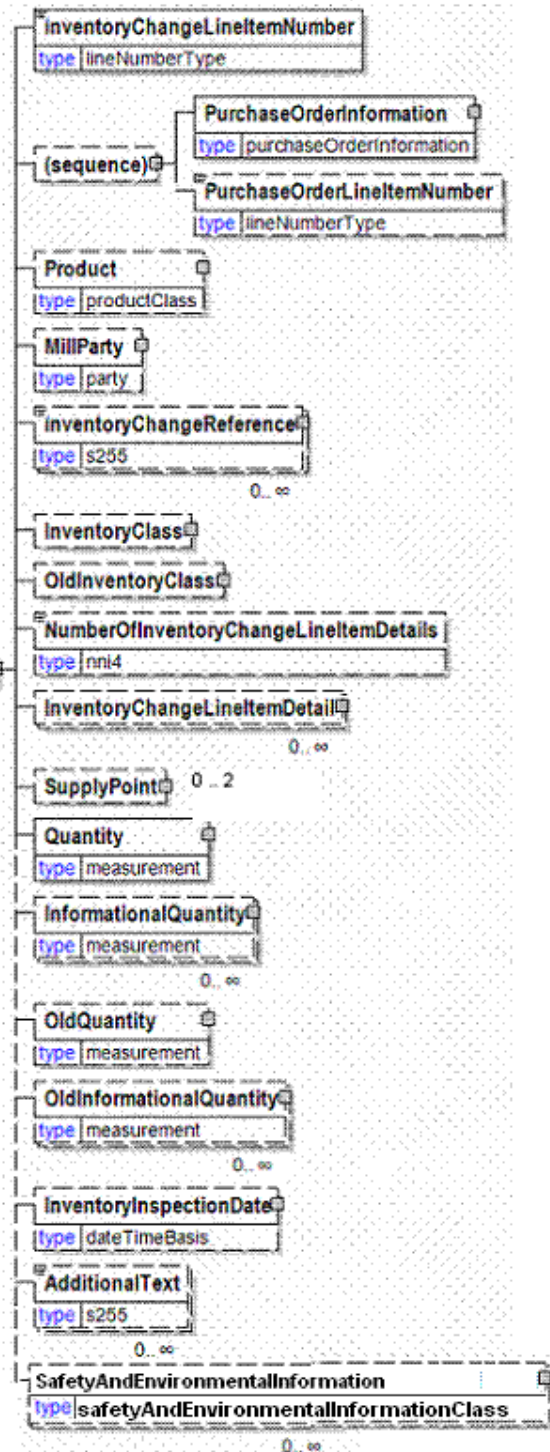 InventoryChangeLineItemNumber
type lineNumberType
PurchaseOrderInformation
type purchaseOrderInformation
(sequence)
PurchaseOrderLineItemNumber
type lineNumberType
Product
type productClass
MillParty
type party
InventoryChangeReference
type s255
0.. ∞
InventoryClass
OldInventoryClass
NumberOfInventoryChangeLineItemDetails
type nni4
InventoryChangeLineItemDetail
0.. ∞
SupplyPoint 0 .. 2
Quantity
type measurement
InformationalQuantity
type measurement
0.. ∞
OldQuantity
type measurement
OldInformationalQuantity
type measurement
0.. ∞
InventoryInspectionDate
type dateTimeBasis
AdditionalText
type s255
0.. ∞
SafetyAndEnvironmentalInformation
type safetyAndEnvironmentalInformationClass
0.. ∞